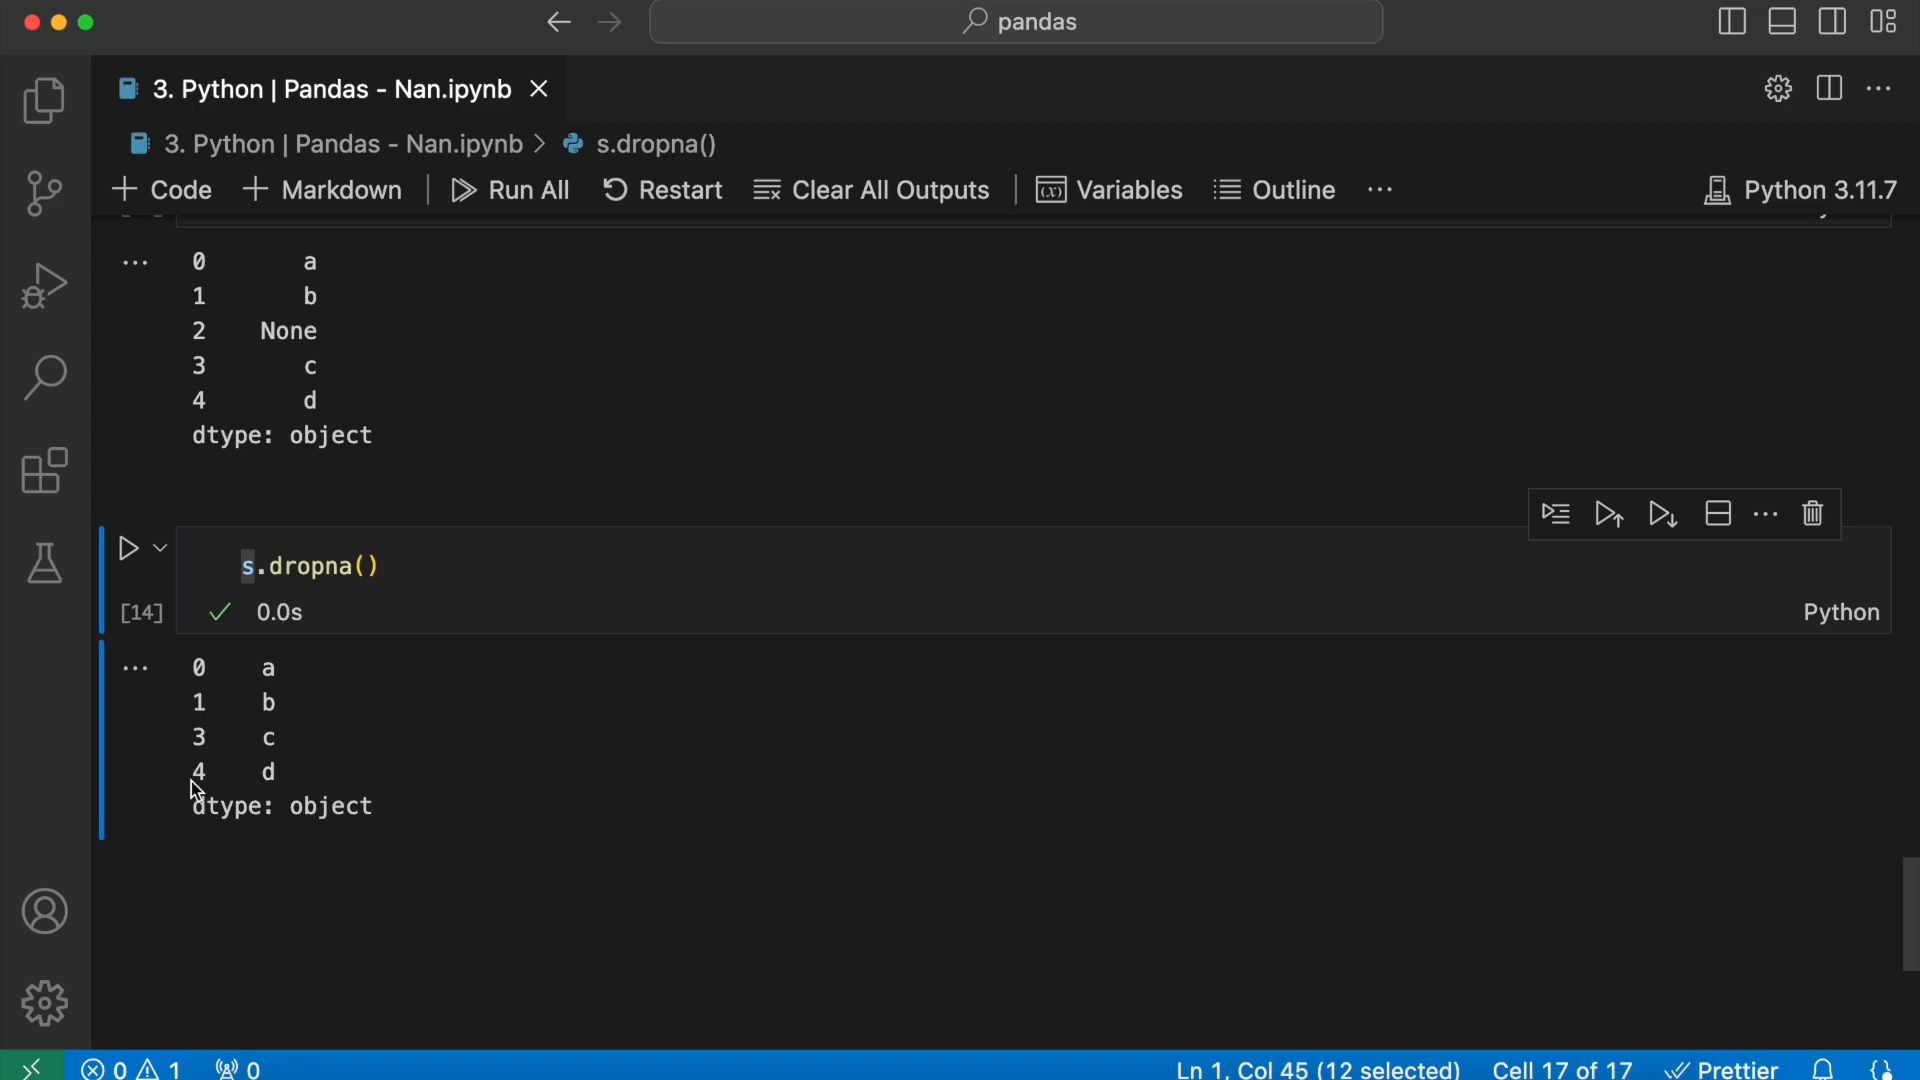 pandas
3. Python | Pandas - Nan.ipynb
3. Python | Pandas - Nan.ipynb > s.dropna()
+ Code + Markdown | Run All Restart Clear All Outputs | (x) Variables Outline ... Python 3.11.7
... 0 a
1 b
2 None
3 c
4 d
dtype: object
s.dropna()
[14] 0.0s Python
... 0 a
1 b
3 c
4 d
dtype: object
0 1 0 Ln 1, Col 45 (12 selected) Cell 17 of 17 Prettier